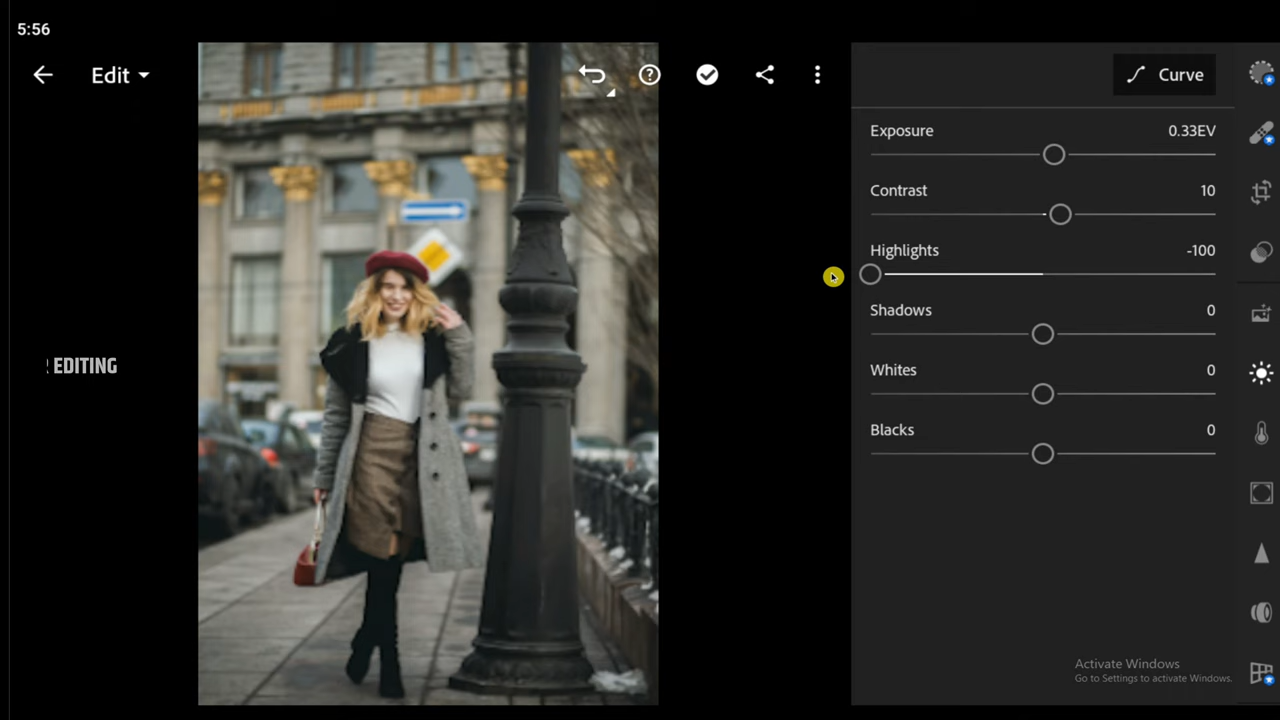 5:56
Edit
Curve
Exposure 0.33EV
Contrast 10
Highlights -100
Shadows 0
Whites 0
Blacks 0
EDITING
Activate Windows
Go to Settings to activate Windows.